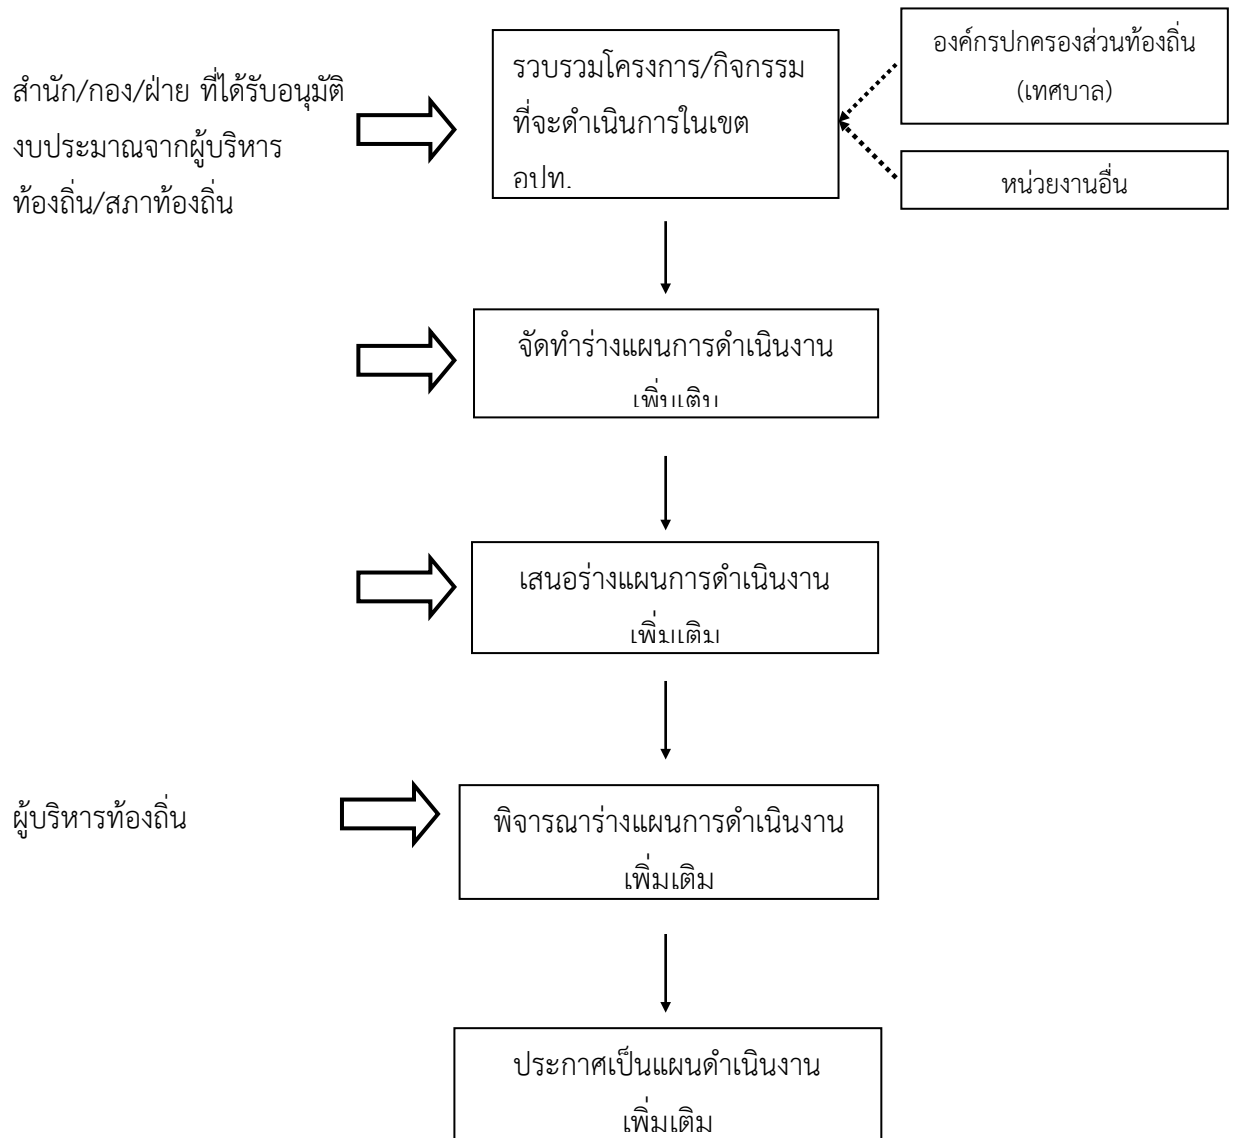 สำนัก/กอง/ฝ่าย ที่ได้รับอนุมัติ
งบประมาณจากผู้บริหาร
ท้องถิ่น/สภาท้องถิ่น
รวบรวมโครงการ/กิจกรรม
ที่จะดำเนินการในเขต
อปท.
องค์กรปกครองส่วนท้องถิ่น
(เทศบาล)
หน่วยงานอื่น
จัดทำร่างแผนการดำเนินงาน
เพิ่มเติม
เสนอร่างแผนการดำเนินงาน
เพิ่มเติม
ผู้บริหารท้องถิ่น
พิจารณาร่างแผนการดำเนินงาน
เพิ่มเติม
ประกาศเป็นแผนดำเนินงาน
เพิ่มเติม